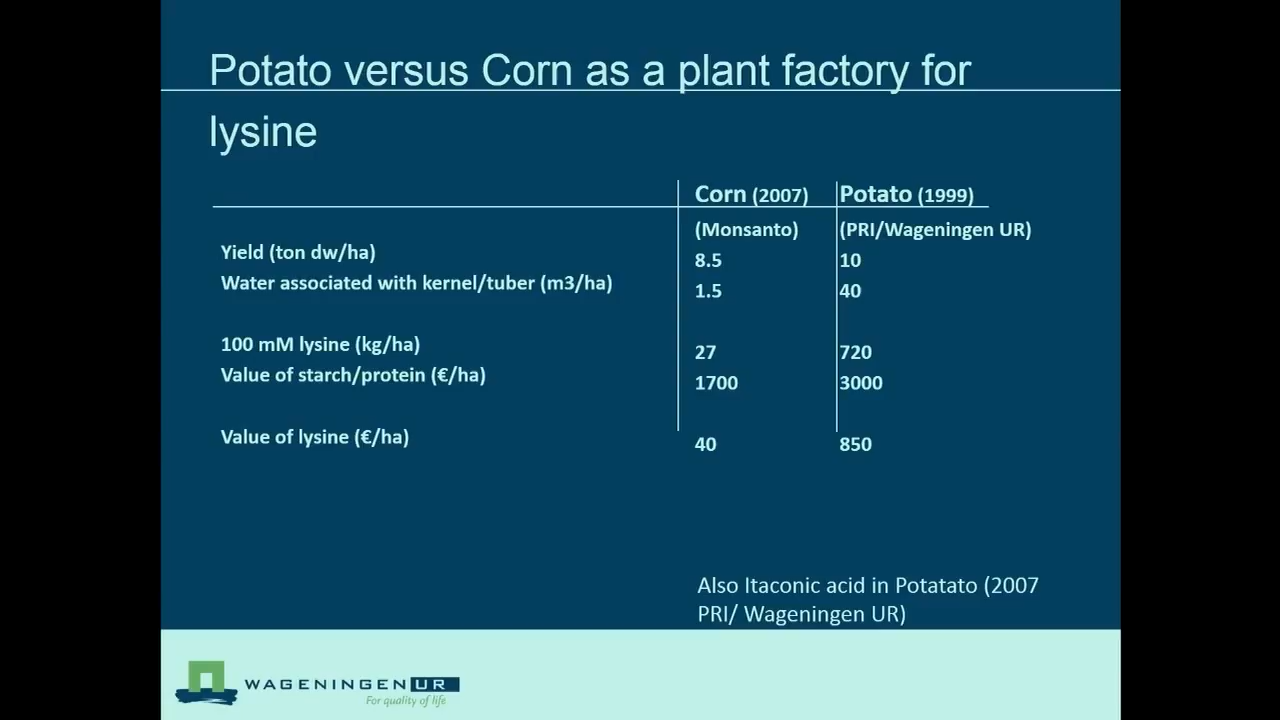 Potato versus Corn as a plant factory for
lysine
Corn (2007) Potato (1999)
(Monsanto) (PRI/Wageningen UR)
Yield (ton dw/ha) 8.5 10
Water associated with kernel/tuber (m3/ha) 1.5 40
100 mM lysine (kg/ha) 27 720
Value of starch/protein (€/ha) 1700 3000
Value of lysine (€/ha) 40 850
Also Itaconic acid in Potatato (2007
PRI/ Wageningen UR)
WAGENINGEN UR
For quality of life